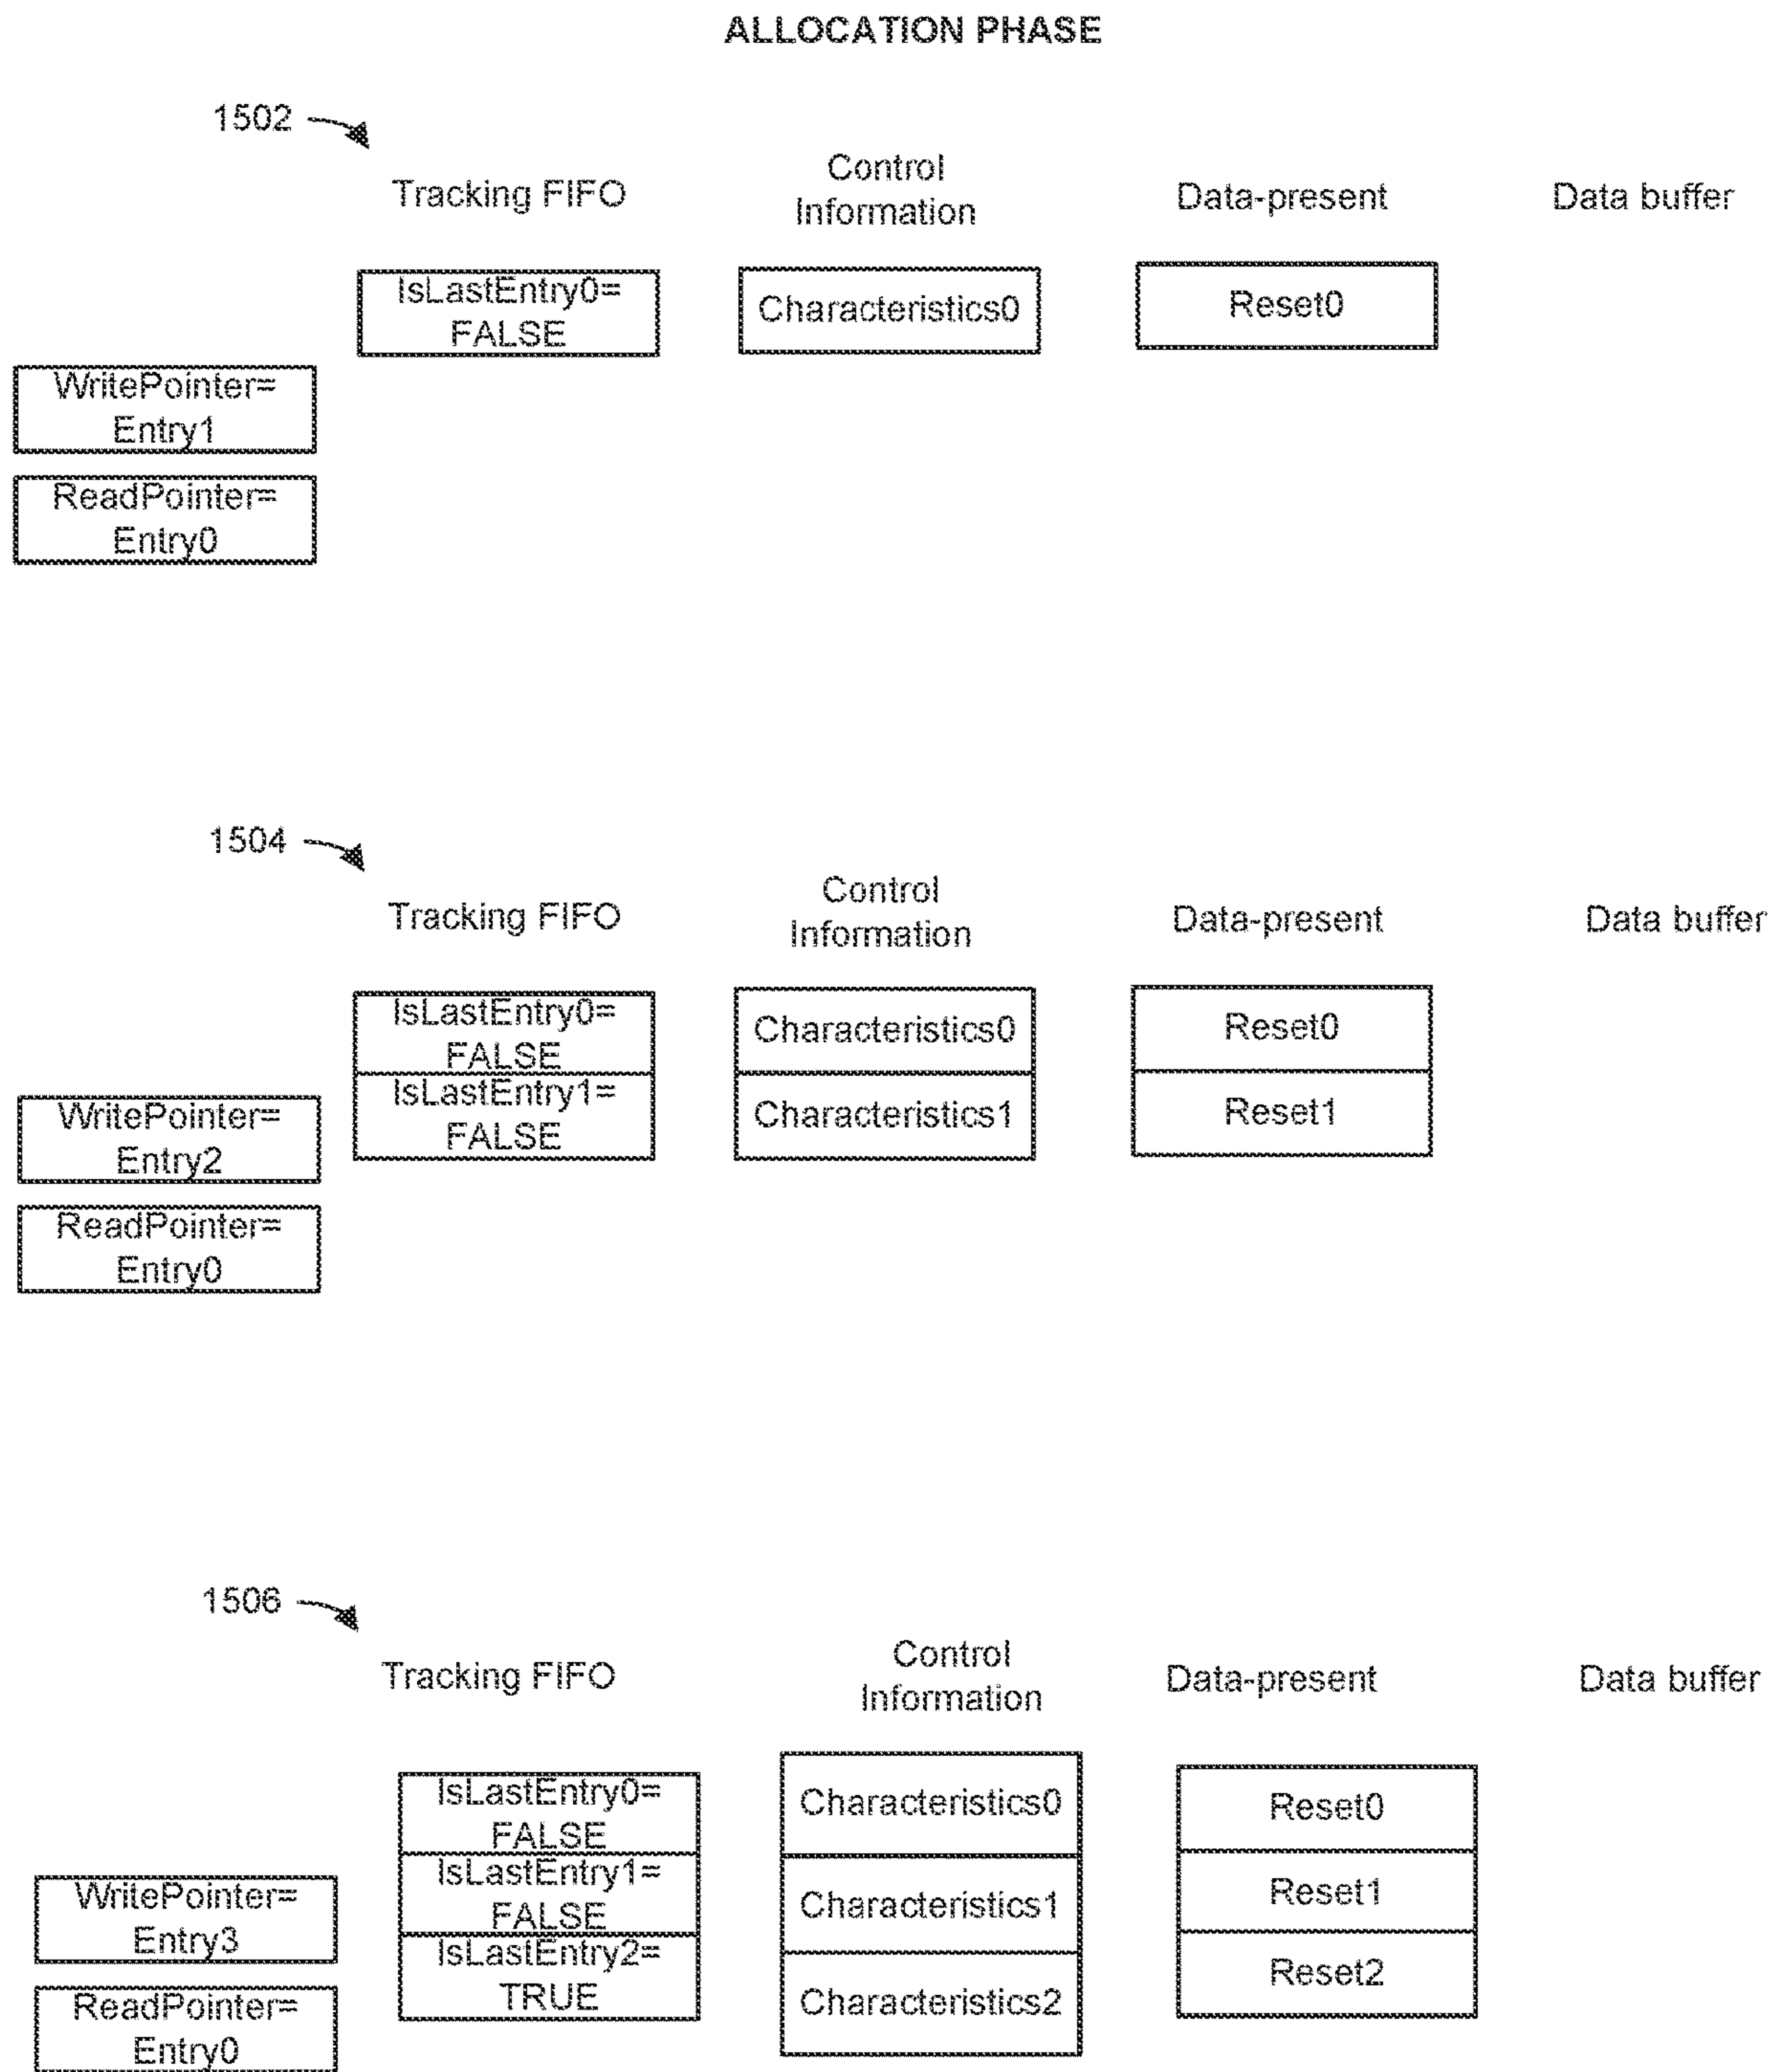 ALLOCATION PHASE
1502
Tracking FIFO
Control
Information
Data-present
Data buffer
IsLastEntry0=
FALSE
Characteristics0
Reset0
WritePointer=
Entry1
ReadPointer=
Entry0
1504
Tracking FIFO
Control
Information
Data-present
Data buffer
IsLastEntry0=
FALSE
Characteristics0
Reset0
IsLastEntry1=
FALSE
Characteristics1
Reset1
WritePointer=
Entry2
ReadPointer=
Entry0
1506
Tracking FIFO
Control
Information
Data-present
Data buffer
IsLastEntry0=
FALSE
Characteristics0
Reset0
IsLastEntry1=
FALSE
Characteristics1
Reset1
IsLastEntry2=
TRUE
Characteristics2
Reset2
WritePointer=
Entry3
ReadPointer=
Entry0